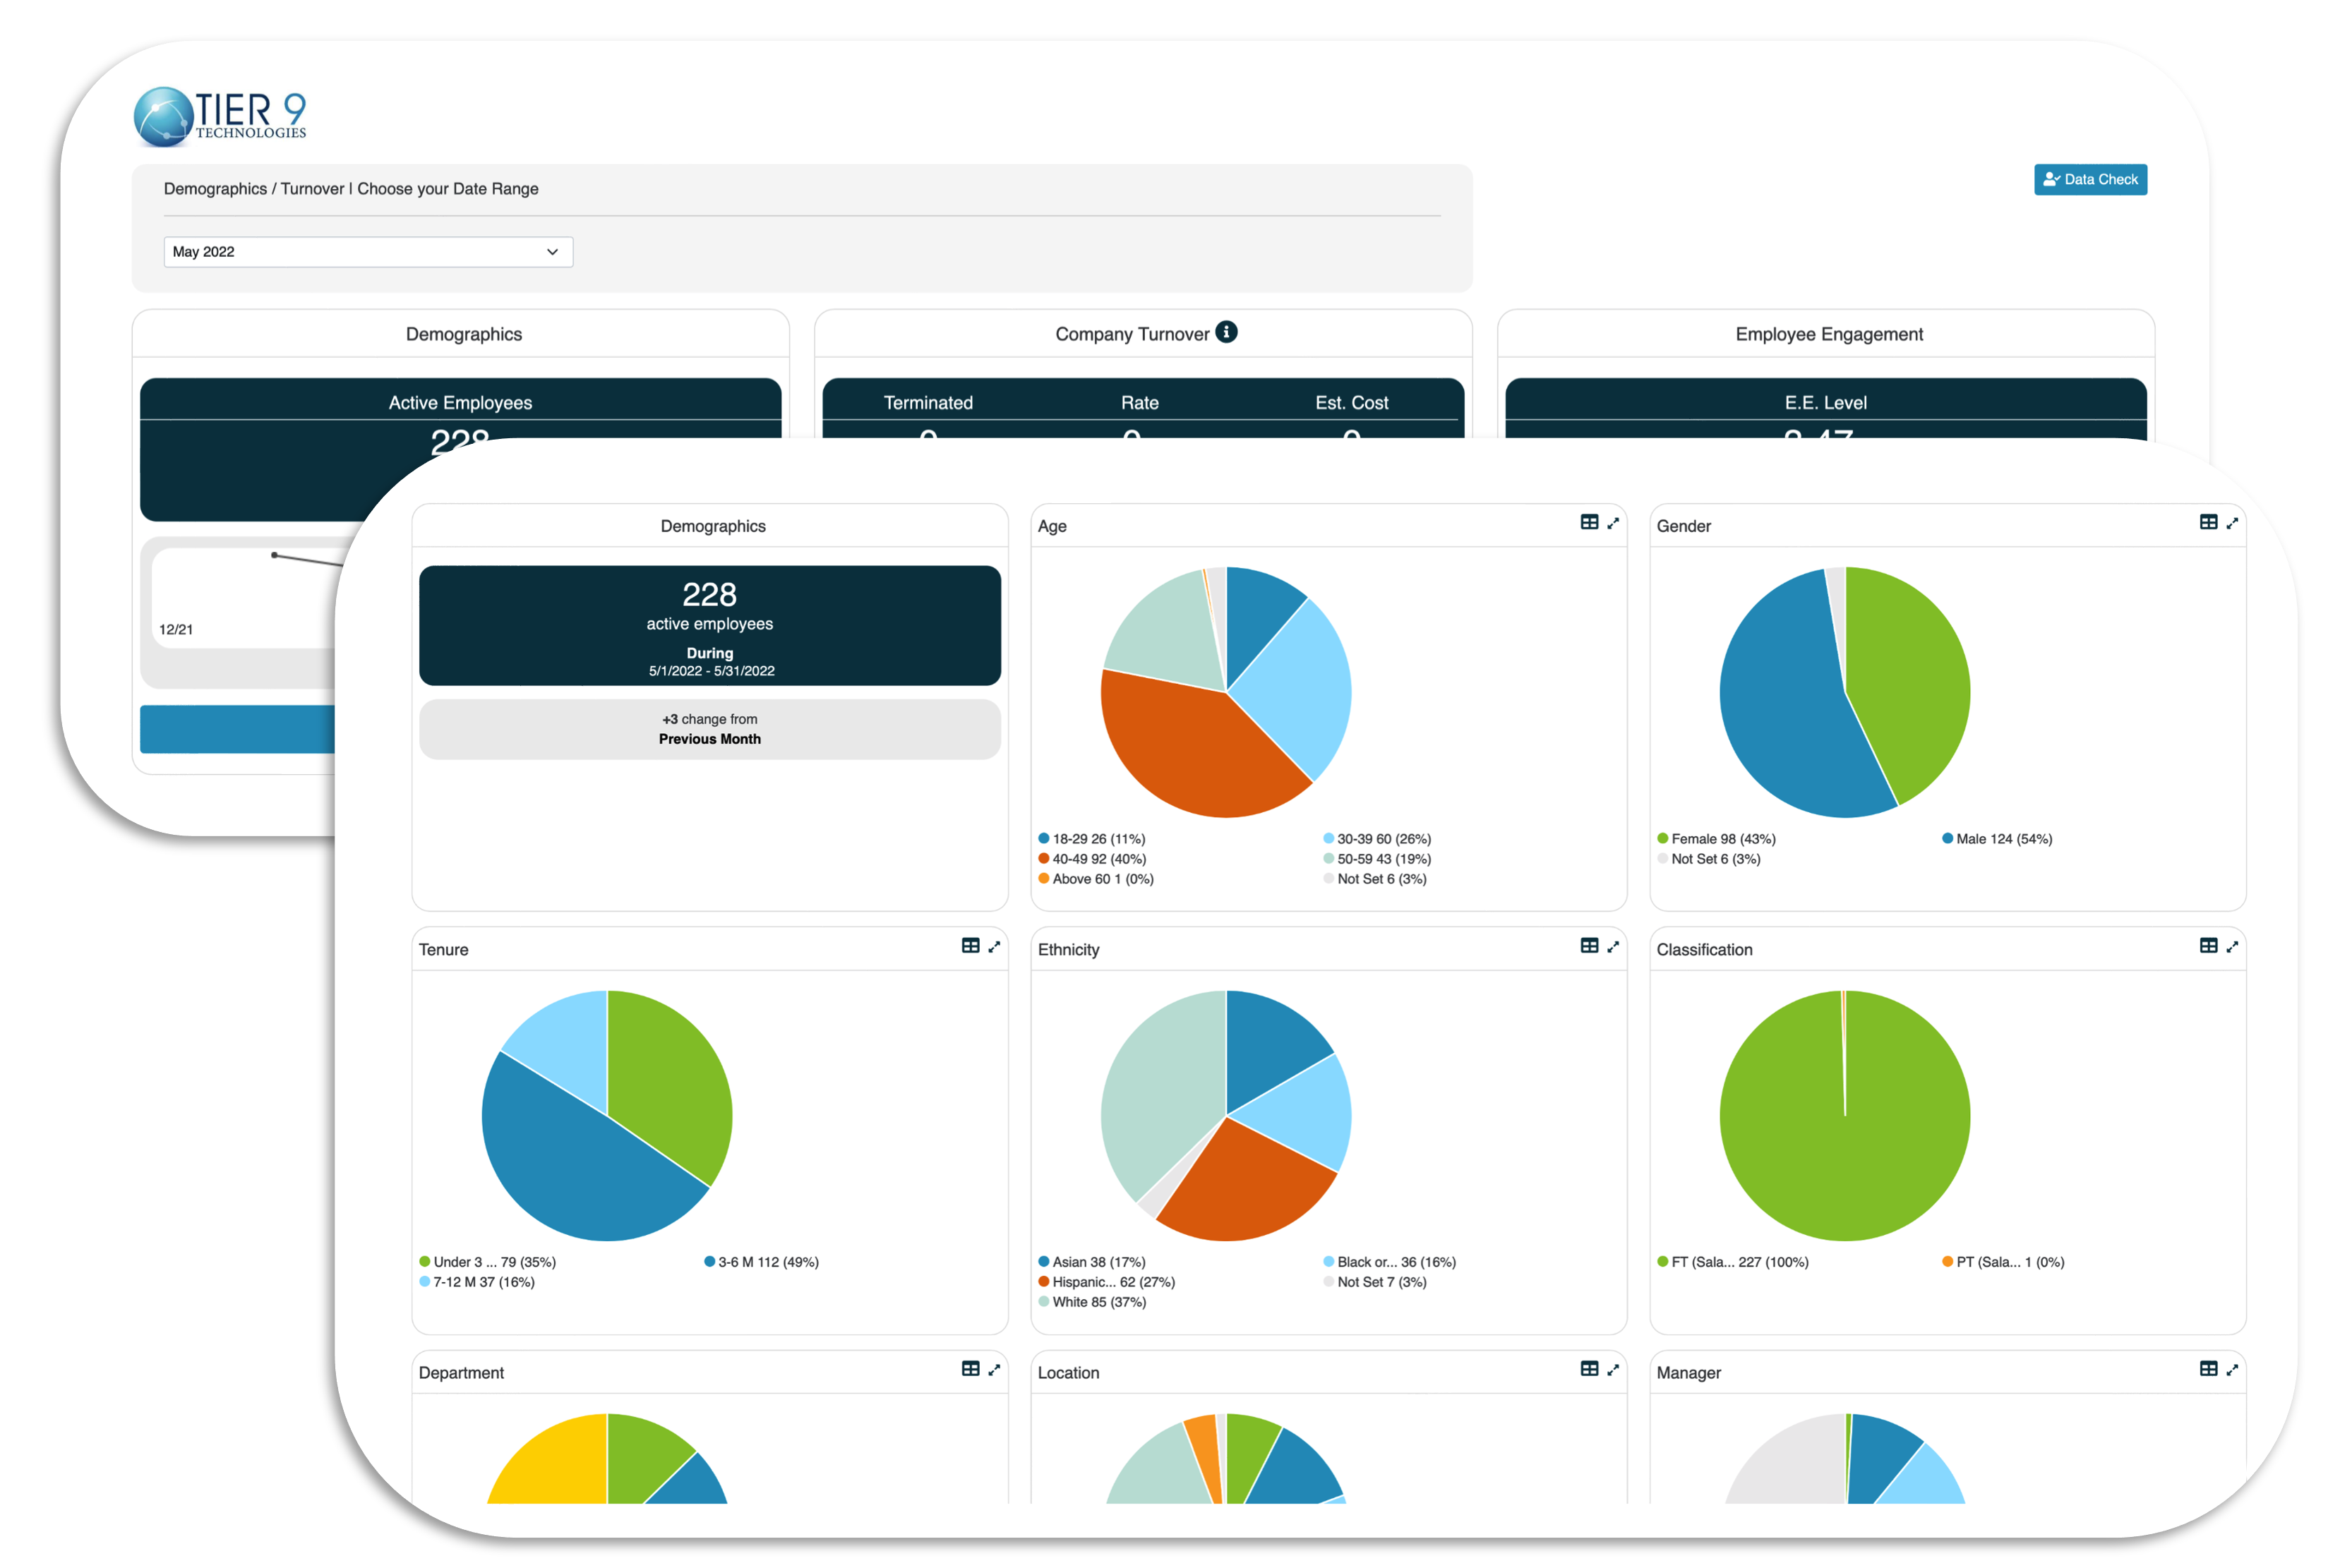 TIER 9
TECHNOLOGIES
Demographics / Turnover | Choose your Date Range
Data Check
May 2022
Demographics
Company Turnover
Employee Engagement
Active Employees
228
Terminated
Rate
Est. Cost
E.E. Level
12/21
Demographics
228
active employees
During
5/1/2022 - 5/31/2022
+3 change from
Previous Month
Age
18-29 26 (11%)
30-39 60 (26%)
40-49 92 (40%)
50-59 43 (19%)
Above 60 1 (0%)
Not Set 6 (3%)
Gender
Female 98 (43%)
Male 124 (54%)
Not Set 6 (3%)
Tenure
Under 3 ... 79 (35%)
3-6 M 112 (49%)
7-12 M 37 (16%)
Ethnicity
Asian 38 (17%)
Black or... 36 (16%)
Hispanic... 62 (27%)
Not Set 7 (3%)
White 85 (37%)
Classification
FT (Sala... 227 (100%)
PT (Sala... 1 (0%)
Department
Location
Manager